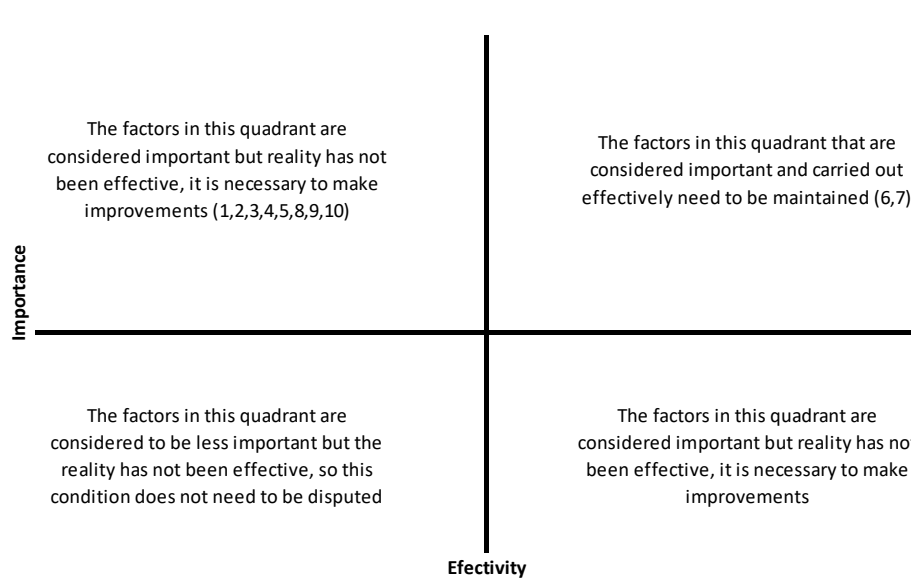 The factors in this quadrant are
considered important but reality has not
been effective, it is necessary to make
improvements (1,2,3,4,5,8,9,10)
The factors in this quadrant that are
considered important and carried out
effectively need to be maintained (6,7)
Importance
The factors in this quadrant are
considered to be less important but the
reality has not been effective, so this
condition does not need to be disputed
The factors in this quadrant are
considered important but reality has not
been effective, it is necessary to make
improvements
Efectivity